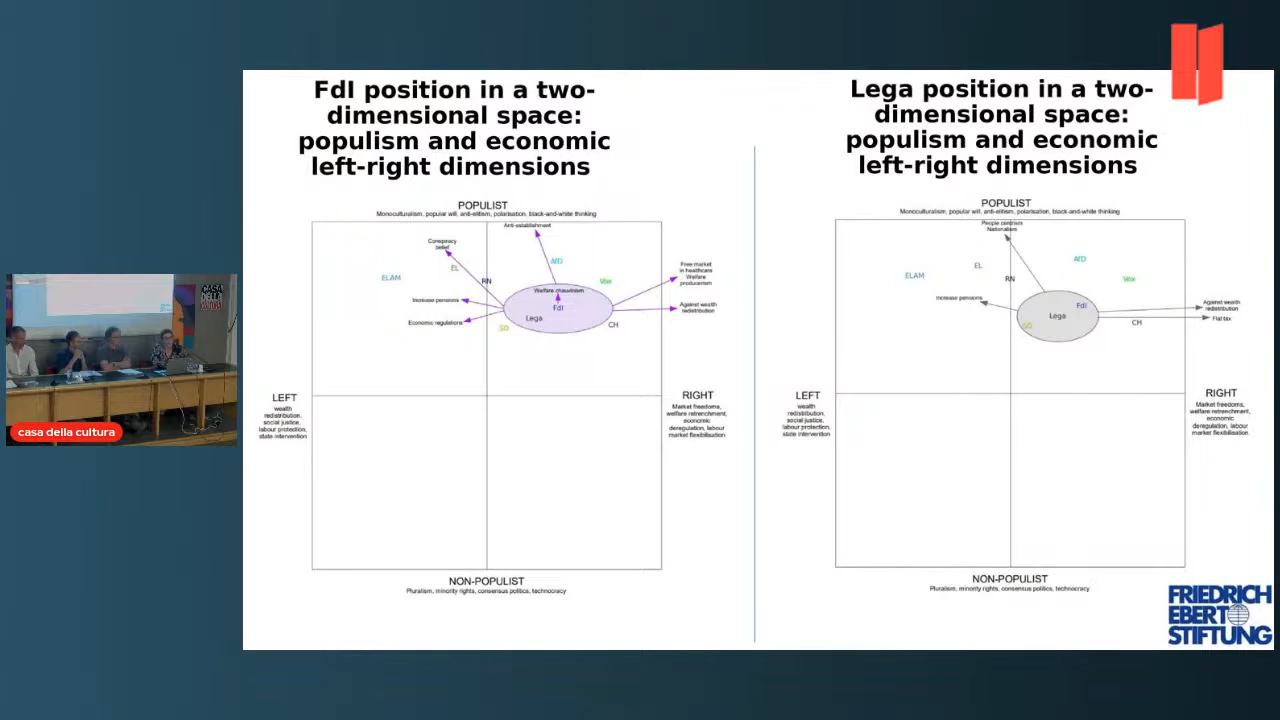 FdI position in a two-
dimensional space:
populism and economic
left-right dimensions
POPULIST
Monoculturalism, popular will, anti-elitism, polarisation, black-and-white thinking
Anti-establishment
Conspiracy
belief
EL
AfD
ELAM
RN
Vox
Free market
in healthcare
Welfare
producerism
Welfare chauvinism
Increase pensions
FdI
Against wealth
redistribution
Lega
Economic regulations
SD
CH
LEFT
wealth
redistribution,
social justice,
labour protection,
state intervention
RIGHT
Market freedoms,
welfare retrenchment,
economic
deregulation, labour
market flexibilisation
NON-POPULIST
Pluralism, minority rights, consensus politics, technocracy
Lega position in a two-
dimensional space:
populism and economic
left-right dimensions
POPULIST
Monoculturalism, popular will, anti-elitism, polarisation, black-and-white thinking
People centrism
Nationalism
EL
AfD
ELAM
RN
Vox
Increase pensions
FdI
Against wealth
redistribution
Lega
Flat tax
SD
CH
LEFT
wealth
redistribution,
social justice,
labour protection,
state intervention
RIGHT
Market freedoms,
welfare retrenchment,
economic
deregulation, labour
market flexibilisation
NON-POPULIST
Pluralism, minority rights, consensus politics, technocracy
FRIEDRICH
EBERT
STIFTUNG
CASA
DELLA
casa della cultura